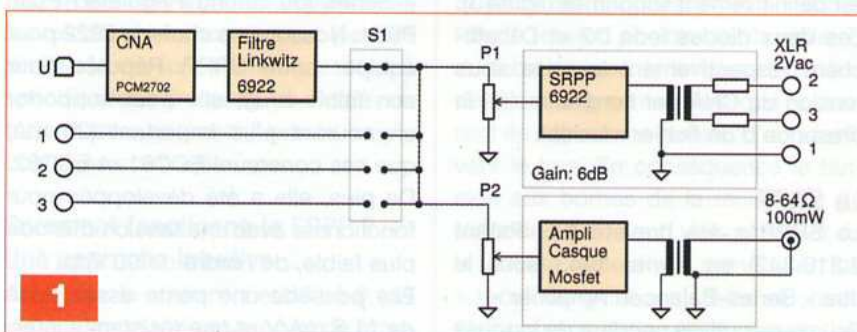 CNA
PCM2702
Filtre
Linkwitz
6922
S1
U
1
2
3
P1
SRPP
6922
Gain: 6dB
XLR
2Vac
2
3
1
P2
Ampli
Casque
Mosfet
8-64Ω
100mW
1